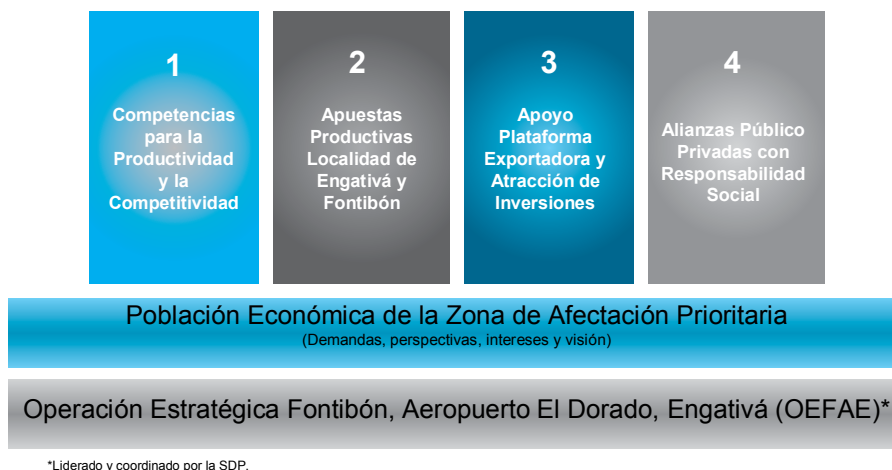 1
Competencias
para la
Productividad
y la
Competitividad
2
Apuestas
Productivas
Localidad de
Engativá y
Fontibón
3
Apoyo
Plataforma
Exportadora y
Atracción de
Inversiones
4
Alianzas Público
Privadas con
Responsabilidad
Social
Población Económica de la Zona de Afectación Prioritaria
(Demandas, perspectivas, intereses y visión)
Operación Estratégica Fontibón, Aeropuerto El Dorado, Engativá (OEFAE)*
*Liderado y coordinado por la SDP.